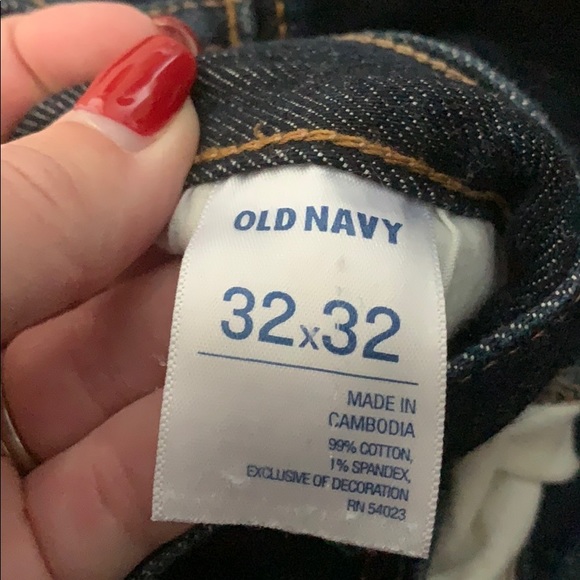 OLD NAVY
32x32
MADE IN
CAMBODIA
99% COTTON,
1% SPANDEX,
EXCLUSIVE OF DECORATION
RN 54023